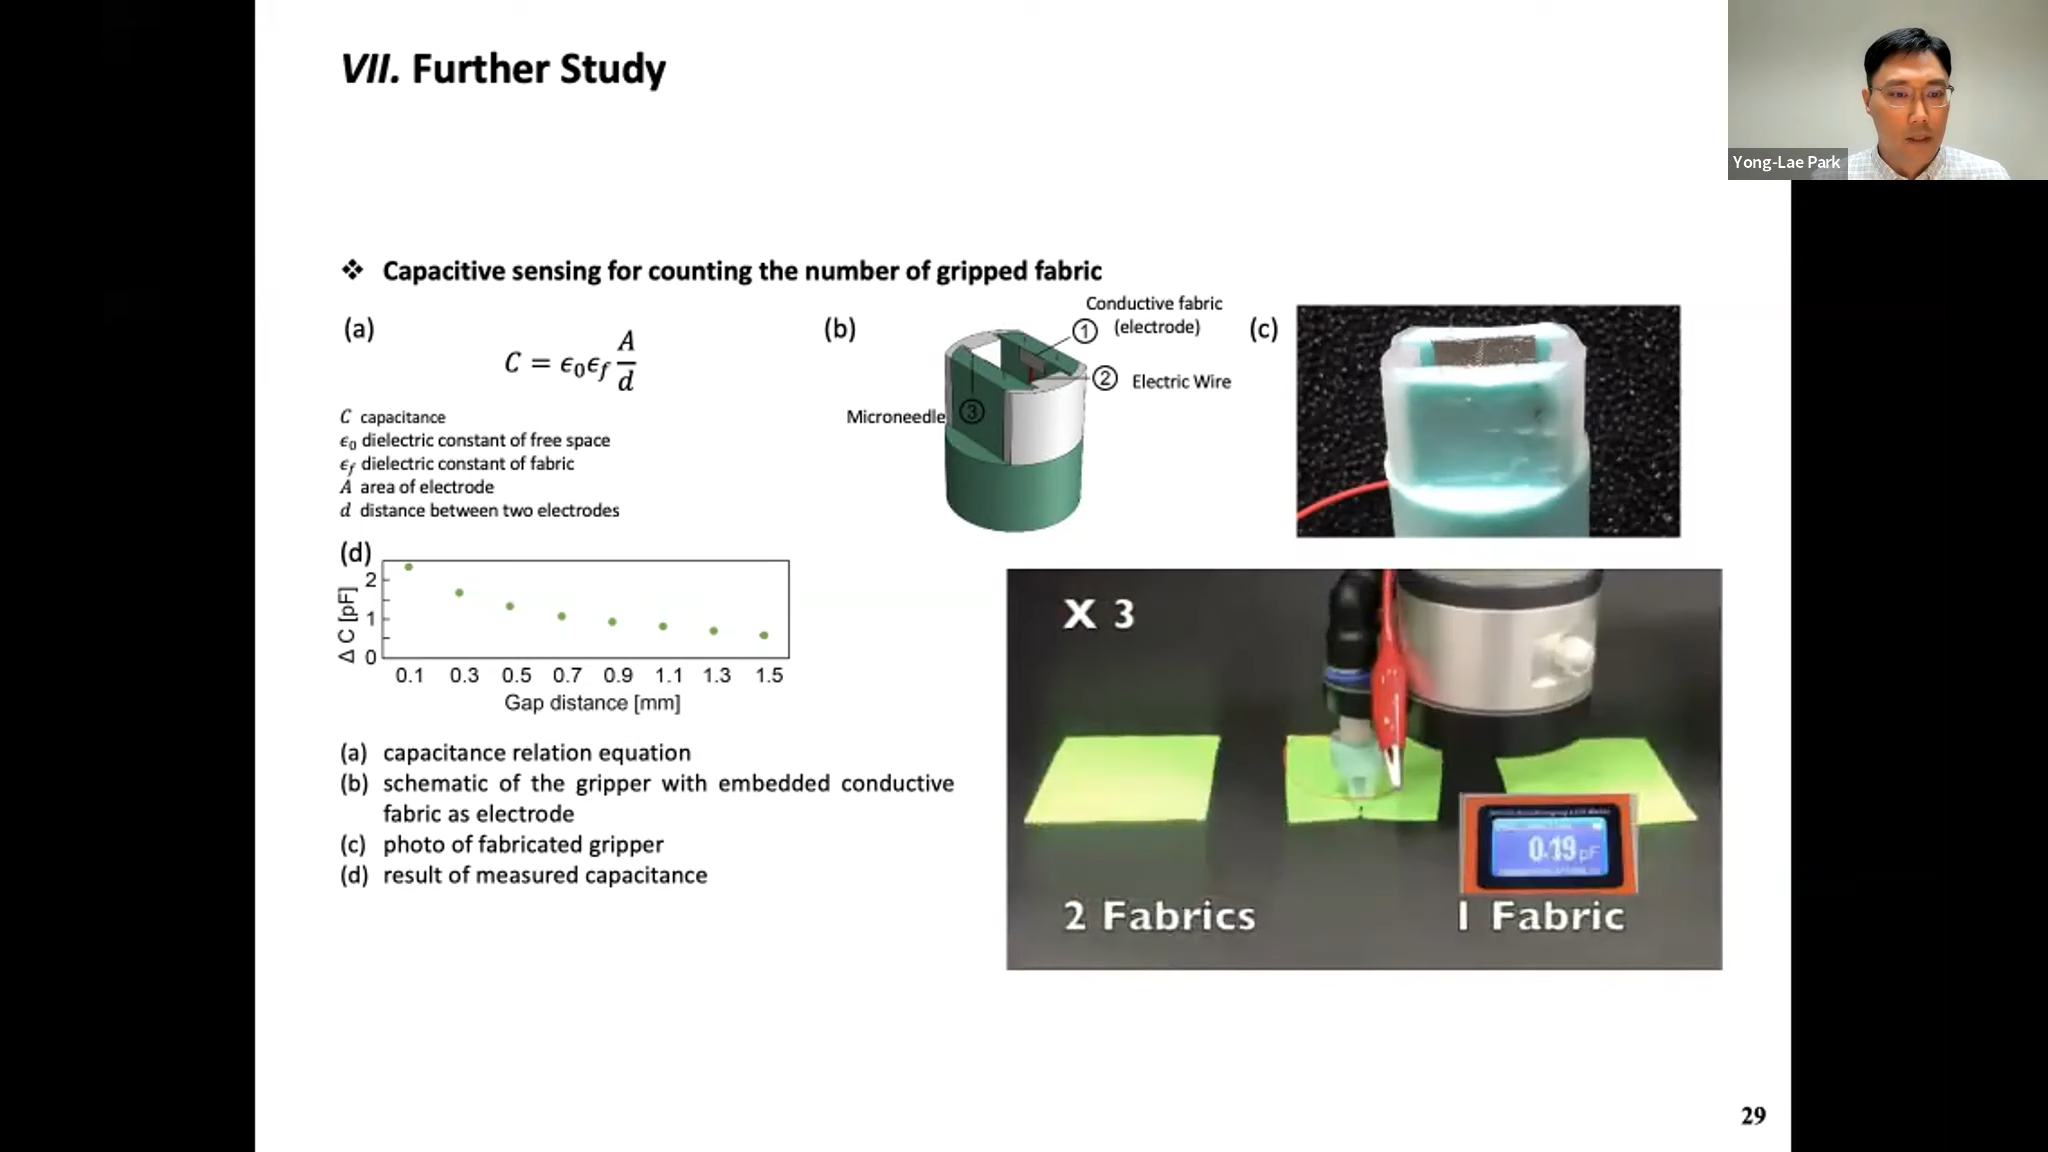 VII. Further Study
Yong-Lae Park
❖ Capacitive sensing for counting the number of gripped fabric
(a)
C = ϵ0ϵf A/d
C capacitance
ϵ0 dielectric constant of free space
ϵf dielectric constant of fabric
A area of electrode
d distance between two electrodes
(b)
Conductive fabric
(electrode)
1
2 Electric Wire
Microneedle 3
(c)
(d)
Δ C [pF]
2
1
0
0.1 0.3 0.5 0.7 0.9 1.1 1.3 1.5
Gap distance [mm]
(a) capacitance relation equation
(b) schematic of the gripper with embedded conductive
fabric as electrode
(c) photo of fabricated gripper
(d) result of measured capacitance
X 3
0.19 pF
2 Fabrics
1 Fabric
29